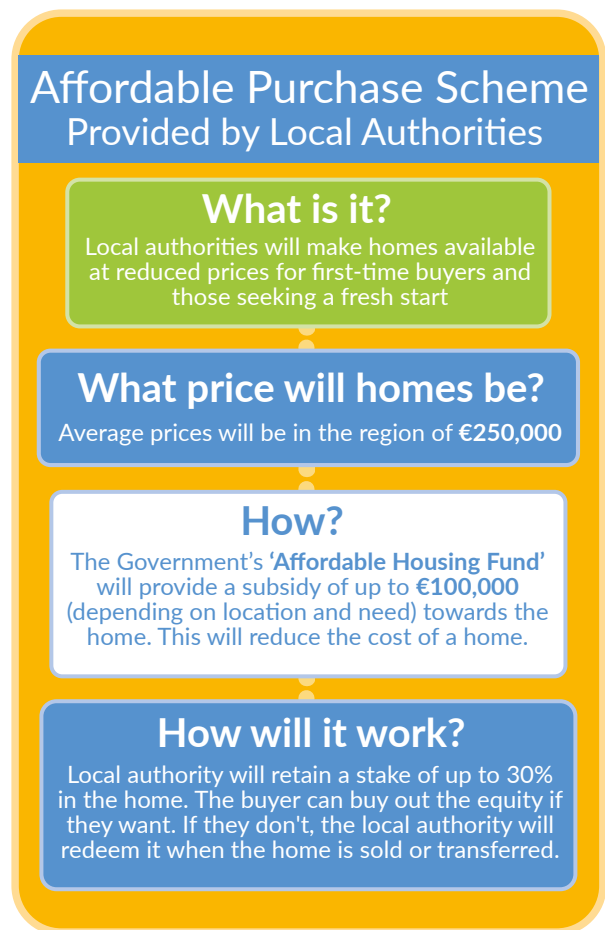 Affordable Purchase Scheme
Provided by Local Authorities
What is it?
Local authorities will make homes available
at reduced prices for first-time buyers and
those seeking a fresh start
What price will homes be?
Average prices will be in the region of €250,000
How?
The Government's ‘Affordable Housing Fund’
will provide a subsidy of up to €100,000
(depending on location and need) towards the
home. This will reduce the cost of a home.
How will it work?
Local authority will retain a stake of up to 30%
in the home. The buyer can buy out the equity if
they want. If they don't, the local authority will
redeem it when the home is sold or transferred.